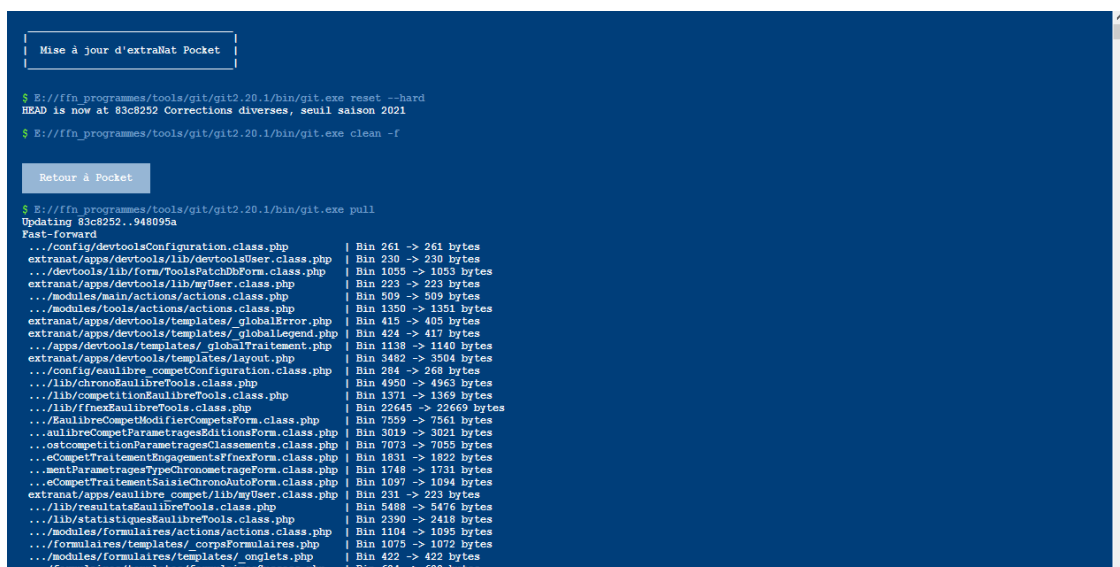 Mise à jour d'extraNat Pocket
$ E://ffn_programmes/tools/git/git2.20.1/bin/git.exe reset --hard
HEAD is now at 83c8252 Corrections diverses, seuil saison 2021
$ E://ffn_programmes/tools/git/git2.20.1/bin/git.exe clean -f
Retour à Pocket
$ E://ffn_programmes/tools/git/git2.20.1/bin/git.exe pull
Updating 83c8252..948095a
Fast-forward
.../config/devtoolsConfiguration.class.php | Bin 261 -> 261 bytes
extranat/apps/devtools/lib/devtoolsUser.class.php | Bin 230 -> 230 bytes
.../devtools/lib/form/ToolsPatchDbForm.class.php | Bin 1055 -> 1053 bytes
extranat/apps/devtools/lib/myUser.class.php | Bin 223 -> 223 bytes
.../modules/main/actions/actions.class.php | Bin 509 -> 509 bytes
.../modules/tools/actions/actions.class.php | Bin 1350 -> 1351 bytes
extranat/apps/devtools/templates/_globalError.php | Bin 415 -> 405 bytes
extranat/apps/devtools/templates/_globalLegend.php | Bin 424 -> 417 bytes
.../apps/devtools/templates/_globalTraitement.php | Bin 1138 -> 1140 bytes
extranat/apps/devtools/templates/layout.php | Bin 3482 -> 3504 bytes
.../config/eaulibre_competConfiguration.class.php | Bin 284 -> 268 bytes
.../lib/chronoEaulibreTools.class.php | Bin 4950 -> 4963 bytes
.../lib/competitionEaulibreTools.class.php | Bin 1371 -> 1369 bytes
.../lib/ffnexEaulibreTools.class.php | Bin 22645 -> 22669 bytes
.../EaulibreCompetModifierCompetsForm.class.php | Bin 7559 -> 7561 bytes
...aulibreCompetParametragesEditionsForm.class.php | Bin 3019 -> 3021 bytes
...ostcompetitionParametragesClassements.class.php | Bin 7073 -> 7055 bytes
...eCompetTraitementEngagementsFfnexForm.class.php | Bin 1831 -> 1822 bytes
...mentParametragesTypeChronometrageForm.class.php | Bin 1748 -> 1731 bytes
...eCompetTraitementSaisieChronoAutoForm.class.php | Bin 1097 -> 1094 bytes
extranat/apps/eaulibre_compet/lib/myUser.class.php | Bin 231 -> 223 bytes
.../lib/resultatsEaulibreTools.class.php | Bin 5488 -> 5476 bytes
.../lib/statistiquesEaulibreTools.class.php | Bin 2390 -> 2418 bytes
.../modules/formulaires/actions/actions.class.php | Bin 1104 -> 1095 bytes
.../formulaires/templates/_corpsFormulaires.php | Bin 1075 -> 1072 bytes
.../modules/formulaires/templates/_onglets.php | Bin 422 -> 422 bytes